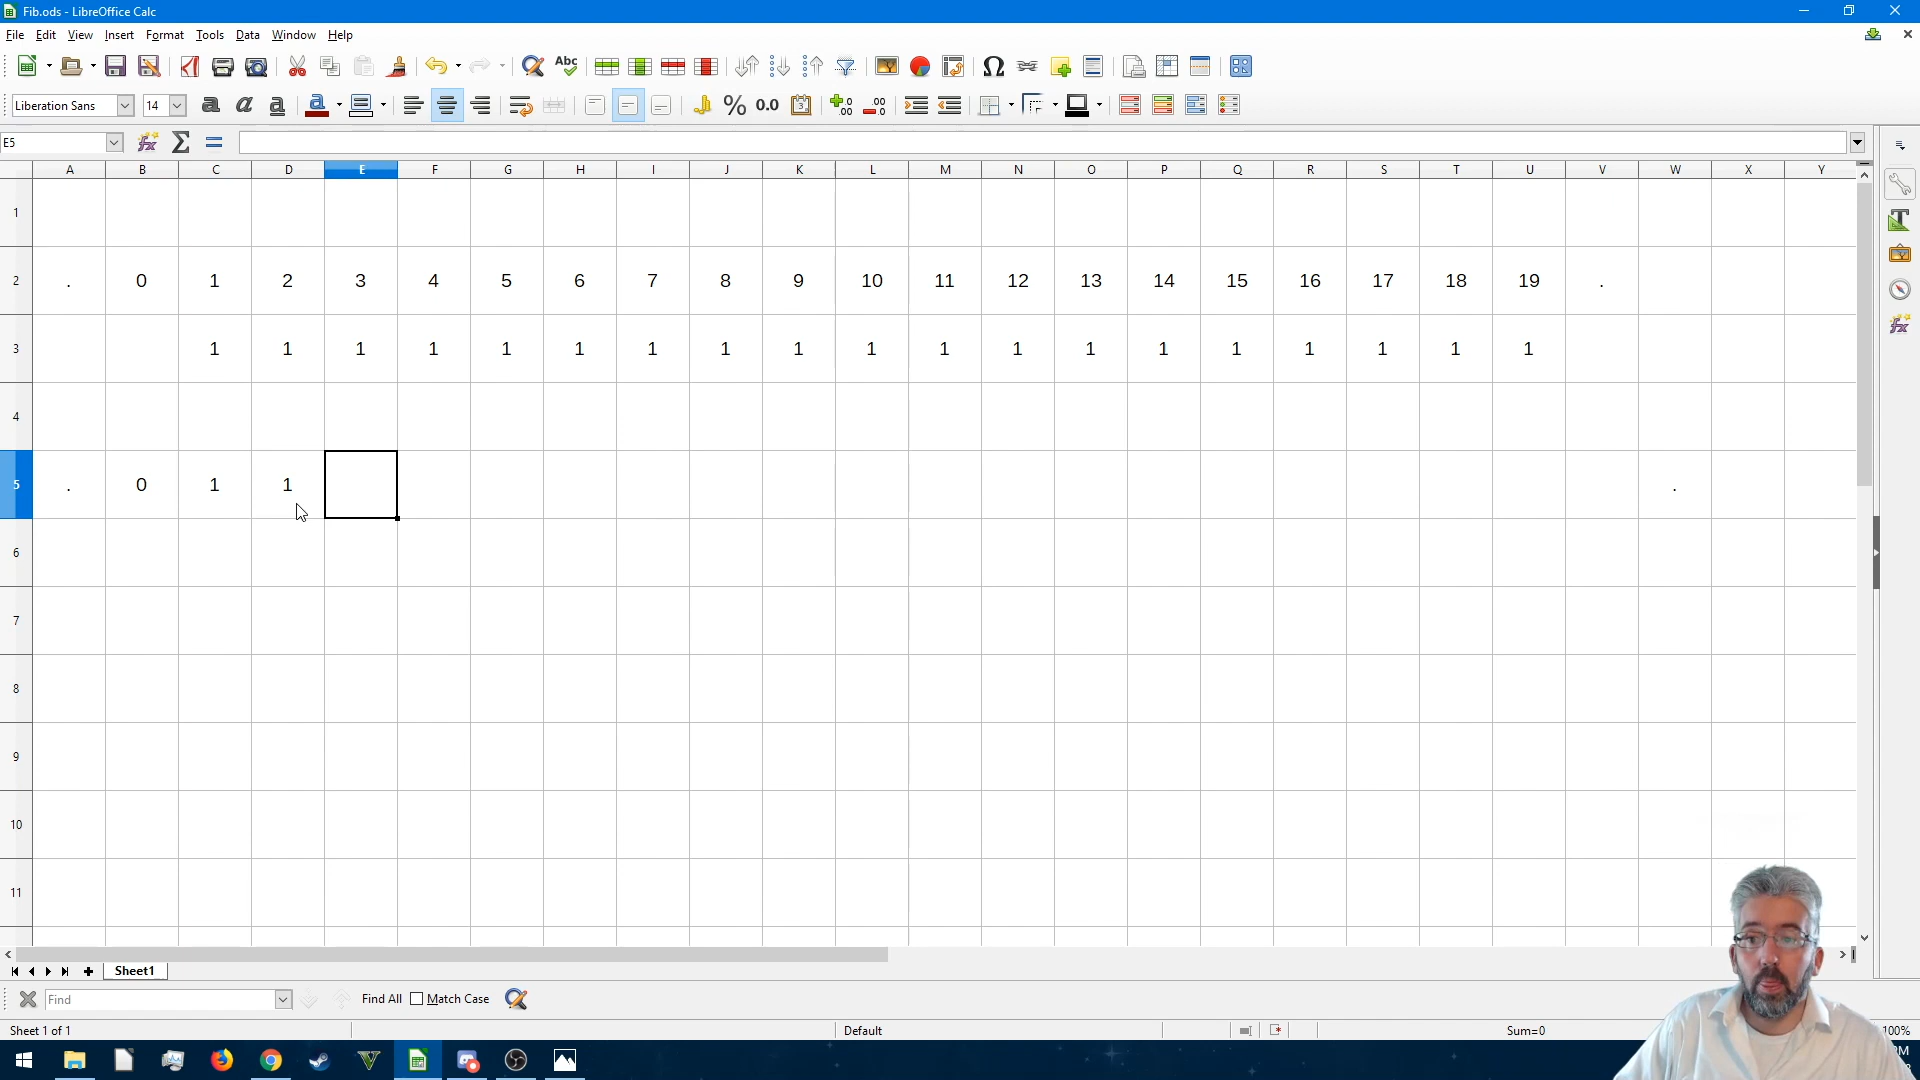 Fib.ods - LibreOffice Calc
File Edit View Insert Format Tools Data Window Help
Liberation Sans 14
E5
A B C D E F G H I J K L M N O P Q R S T U V W X Y
1
2 . 0 1 2 3 4 5 6 7 8 9 10 11 12 13 14 15 16 17 18 19 .
3 1 1 1 1 1 1 1 1 1 1 1 1 1 1 1 1 1 1 1
4
5 . 0 1 1 .
6
7
8
9
10
11
Sheet1
Find Find All Match Case
Sheet 1 of 1 Default Sum=0 100%